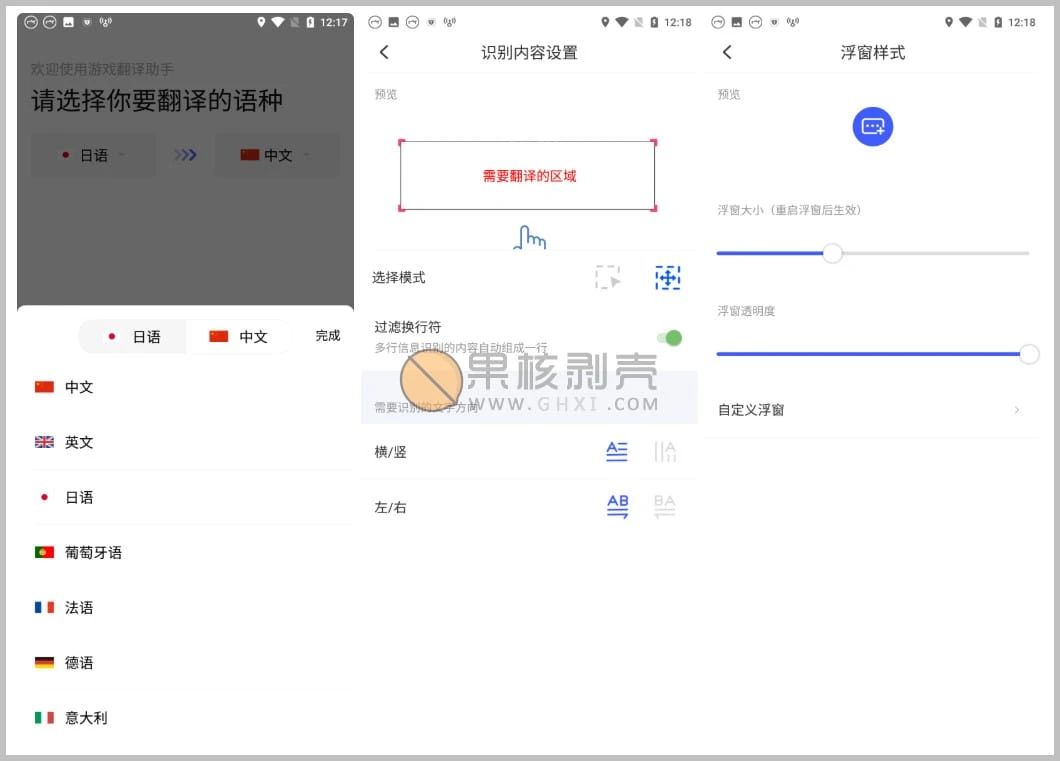 12:17
欢迎使用游戏翻译助手
请选择你要翻译的语种
日语
中文
日语
中文
完成
中文
英文
日语
葡萄牙语
法语
德语
意大利
12:18
识别内容设置
预览
需要翻译的区域
选择模式
过滤换行符
多行信息识别的内容自动组成一行
果核剥壳
WWW.GHXI.COM
需要识别的文字方向
横/竖
A
A
左/右
AB
BA
12:18
浮窗样式
预览
浮窗大小（重启浮窗后生效）
浮窗透明度
自定义浮窗